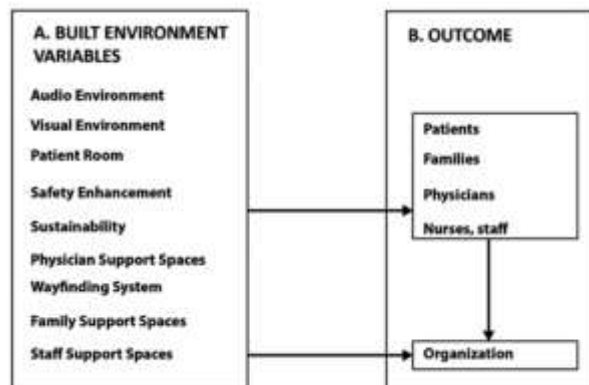 A. BUILT ENVIRONMENT
VARIABLES
Audio Environment
Visual Environment
Patient Room
Safety Enhancement
Sustainability
Physician Support Spaces
Wayfinding System
Family Support Spaces
Staff Support Spaces
B. OUTCOME
Patients
Families
Physicians
Nurses, staff
Organization